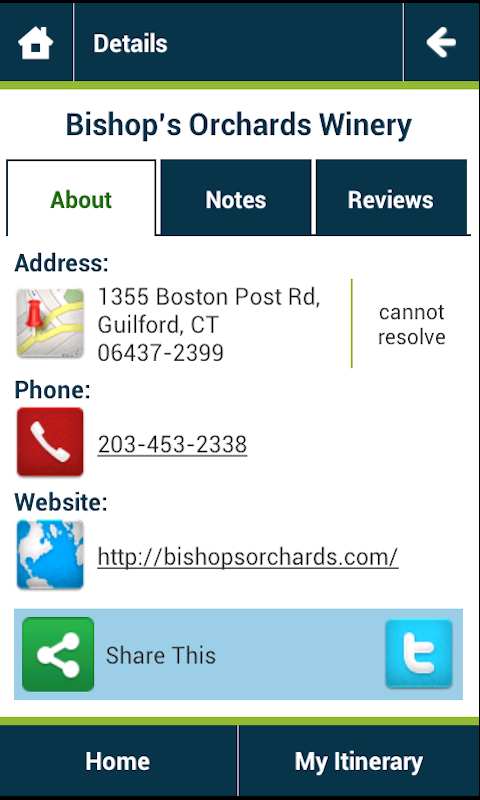 Details
Bishop's Orchards Winery
About
Notes
Reviews
Address:
1355 Boston Post Rd,
Guilford, CT
06437-2399
cannot
resolve
Phone:
203-453-2338
Website:
http://bishopsorchards.com/
Share This
Home
My Itinerary